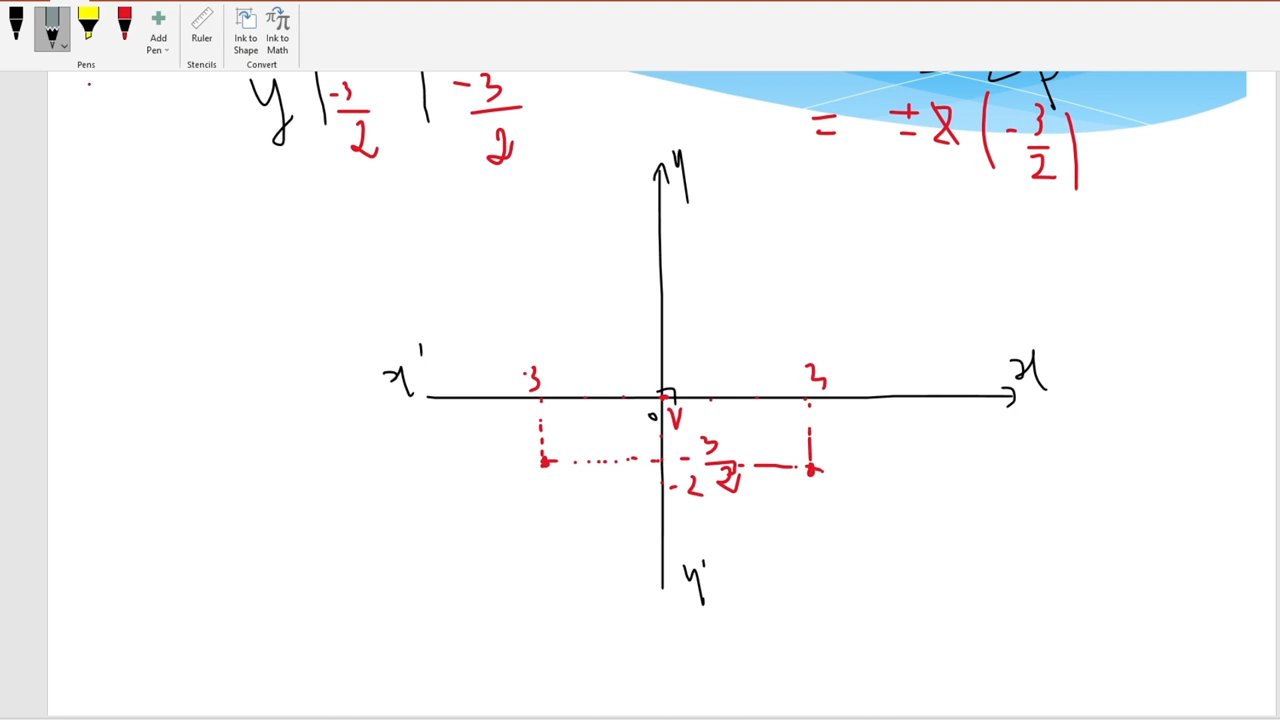 Add Pen
Ruler
Ink to Shape
Ink to Math
Pens
Stencils
Convert
y | -3/2 | -3/2
= ± 2 (-3/2)
y
x'
-3
3
x
o
V
-3/2
-2
y'